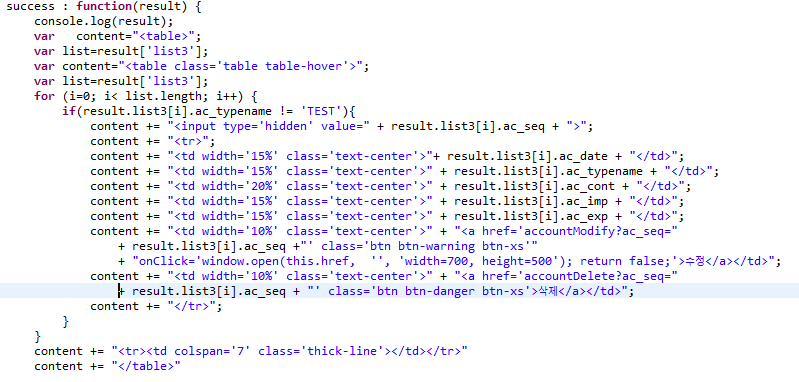 success : function(result) {
    console.log(result);
    var   content="<table>";
    var list=result['list3'];
    var content="<table class='table table-hover'>";
    var list=result['list3'];
    for (i=0; i< list.length; i++) {
        if(result.list3[i].ac_typename != 'TEST'){
            content += "<input type='hidden' value=" + result.list3[i].ac_seq + ">";
            content += "<tr>";
            content += "<td width='15%' class='text-center'>"+ result.list3[i].ac_date + "</td>";
            content += "<td width='15%' class='text-center'>" + result.list3[i].ac_typename + "</td>";
            content += "<td width='20%' class='text-center'>" + result.list3[i].ac_cont + "</td>";
            content += "<td width='15%' class='text-center'>" + result.list3[i].ac_imp + "</td>";
            content += "<td width='15%' class='text-center'>" + result.list3[i].ac_exp + "</td>";
            content += "<td width='10%' class='text-center'>" + "<a href='accountModify?ac_seq="
                + result.list3[i].ac_seq +"' class='btn btn-warning btn-xs'"
                + "onClick='window.open(this.href,  '', 'width=700, height=500'); return false;'>수정</a></td>";
            content += "<td width='10%' class='text-center'>" + "<a href='accountDelete?ac_seq="
                + result.list3[i].ac_seq + "' class='btn btn-danger btn-xs'>삭제</a></td>";
            content += "</tr>";
        }
    }
    content += "<tr><td colspan='7' class='thick-line'></td></tr>"
    content += "</table>"